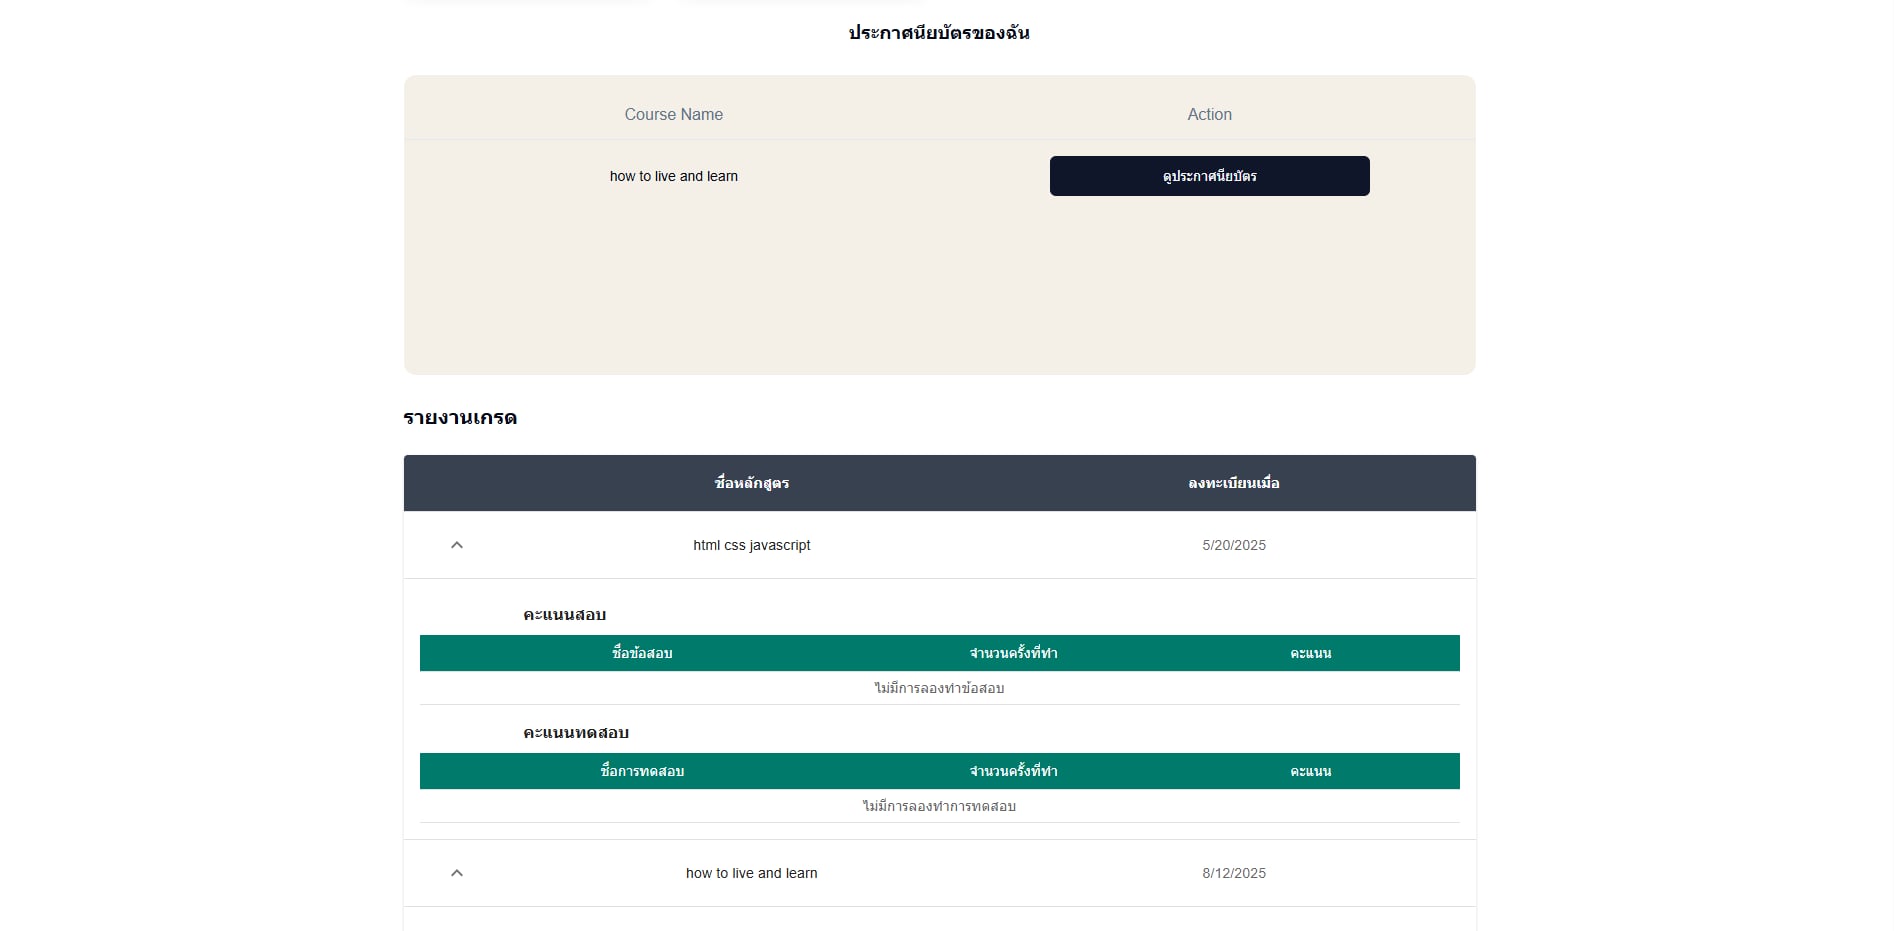 ประกาศนียบัตรของฉัน
Course Name Action
how to live and learn ดูประกาศนียบัตร
รายงานเกรด
ชื่อหลักสูตร ลงทะเบียนเมื่อ
html css javascript 5/20/2025
คะแนนสอบ
ชื่อข้อสอบ จำนวนครั้งที่ทำ คะแนน
ไม่มีการลองทำข้อสอบ
คะแนนทดสอบ
ชื่อการทดสอบ จำนวนครั้งที่ทำ คะแนน
ไม่มีการลองทำการทดสอบ
how to live and learn 8/12/2025